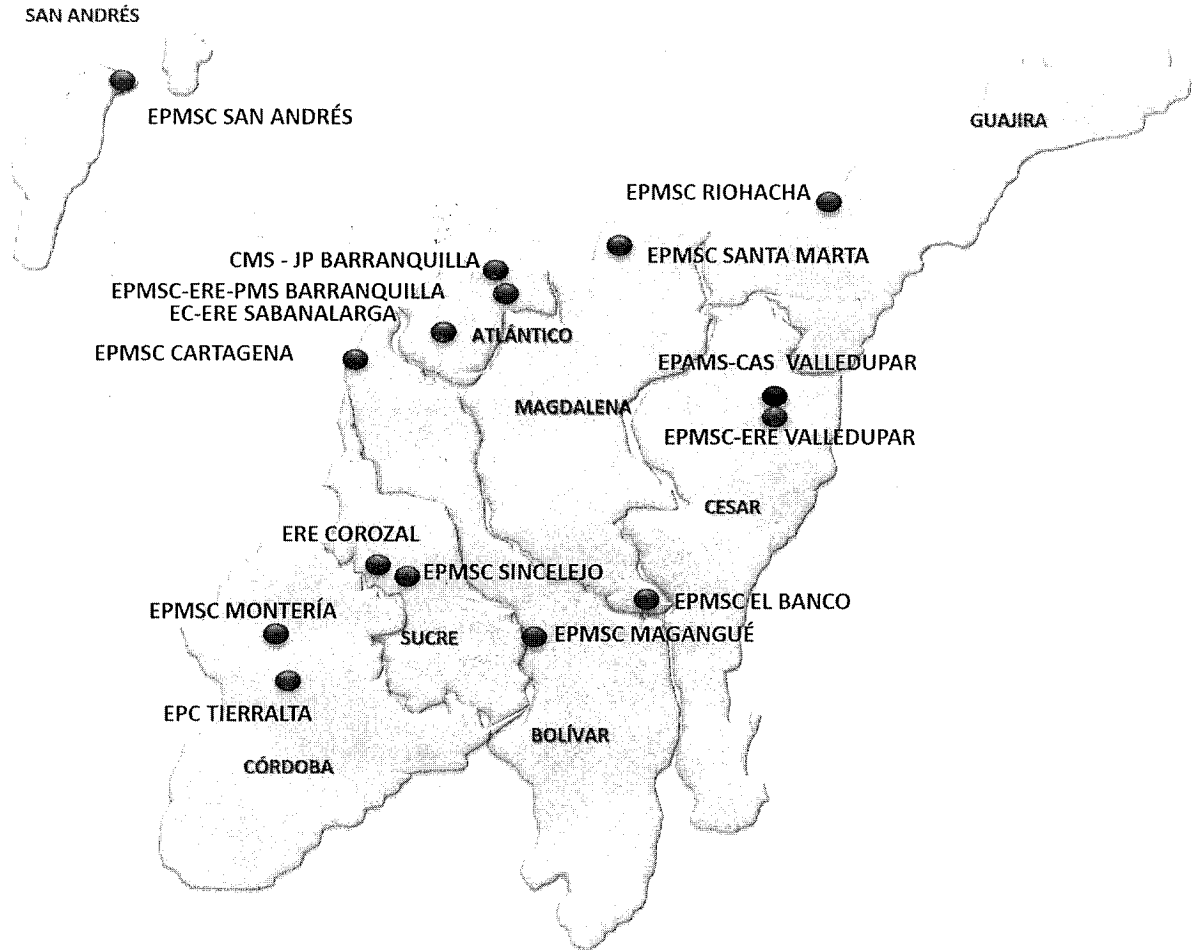 SAN ANDRÉS
EPMSC SAN ANDRÉS
GUAJIRA
EPMSC RIOHACHA
EPMSC SANTA MARTA
CMS - JP BARRANQUILLA
EPMSC-ERE-PMS BARRANQUILLA
EC-ERE SABANALARGA
ATLÁNTICO
EPMSC CARTAGENA
EPAMS-CAS VALLEDUPAR
MAGDALENA
EPMSC-ERE VALLEDUPAR
CESAR
ERE COROZAL
EPMSC SINCELEJO
EPMSC MONTERÍA
EPMSC EL BANCO
SUCRE
EPMSC MAGANGUÉ
EPC TIERRALTA
BOLÍVAR
CÓRDOBA